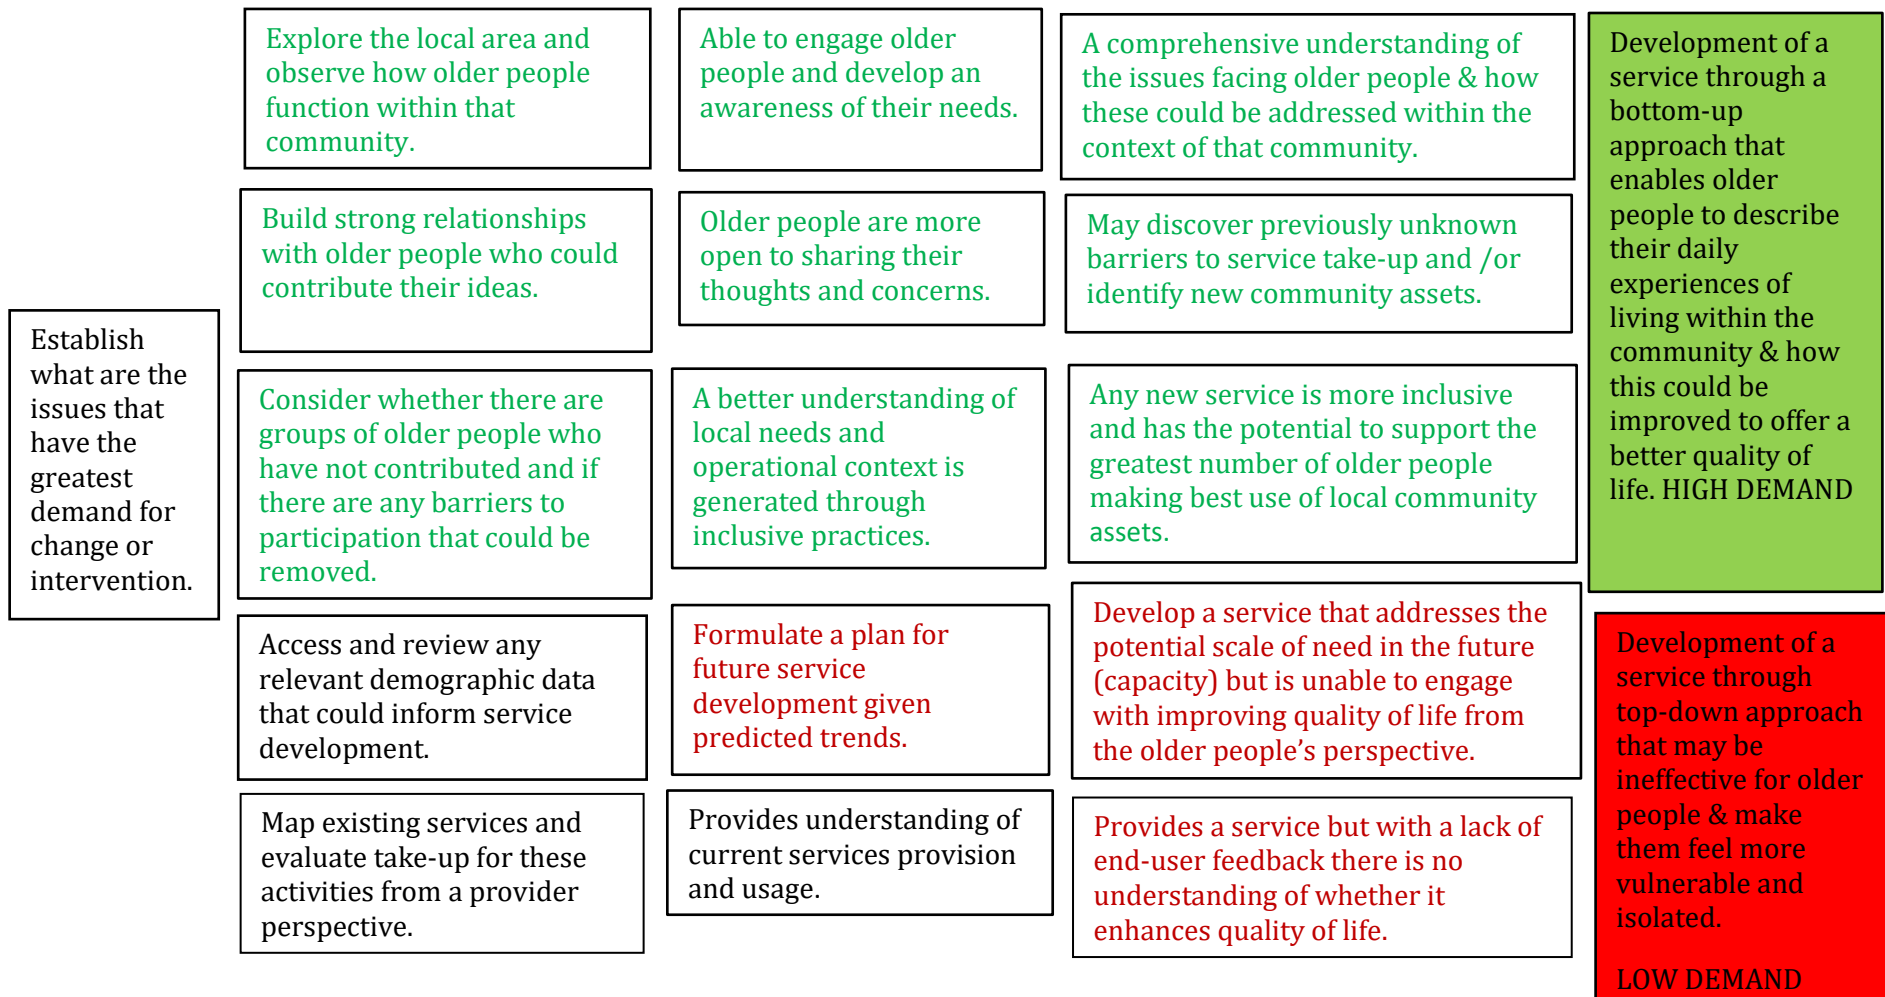 Establish
what are the
issues that
have the
greatest
demand for
change or
intervention.
Explore the local area and
observe how older people
function within that
community.
Able to engage older
people and develop an
awareness of their needs.
A comprehensive understanding of
the issues facing older people & how
these could be addressed within the
context of that community.
Build strong relationships
with older people who could
contribute their ideas.
Older people are more
open to sharing their
thoughts and concerns.
May discover previously unknown
barriers to service take-up and /or
identify new community assets.
Consider whether there are
groups of older people who
have not contributed and if
there are any barriers to
participation that could be
removed.
A better understanding of
local needs and
operational context is
generated through
inclusive practices.
Any new service is more inclusive
and has the potential to support the
greatest number of older people
making best use of local community
assets.
Development of a
service through a
bottom-up
approach that
enables older
people to describe
their daily
experiences of
living within the
community & how
this could be
improved to offer a
better quality of
life. HIGH DEMAND
Access and review any
relevant demographic data
that could inform service
development.
Formulate a plan for
future service
development given
predicted trends.
Develop a service that addresses the
potential scale of need in the future
(capacity) but is unable to engage
with improving quality of life from
the older people’s perspective.
Map existing services and
evaluate take-up for these
activities from a provider
perspective.
Provides understanding of
current services provision
and usage.
Provides a service but with a lack of
end-user feedback there is no
understanding of whether it
enhances quality of life.
Development of a
service through
top-down approach
that may be
ineffective for older
people & make
them feel more
vulnerable and
isolated.
LOW DEMAND